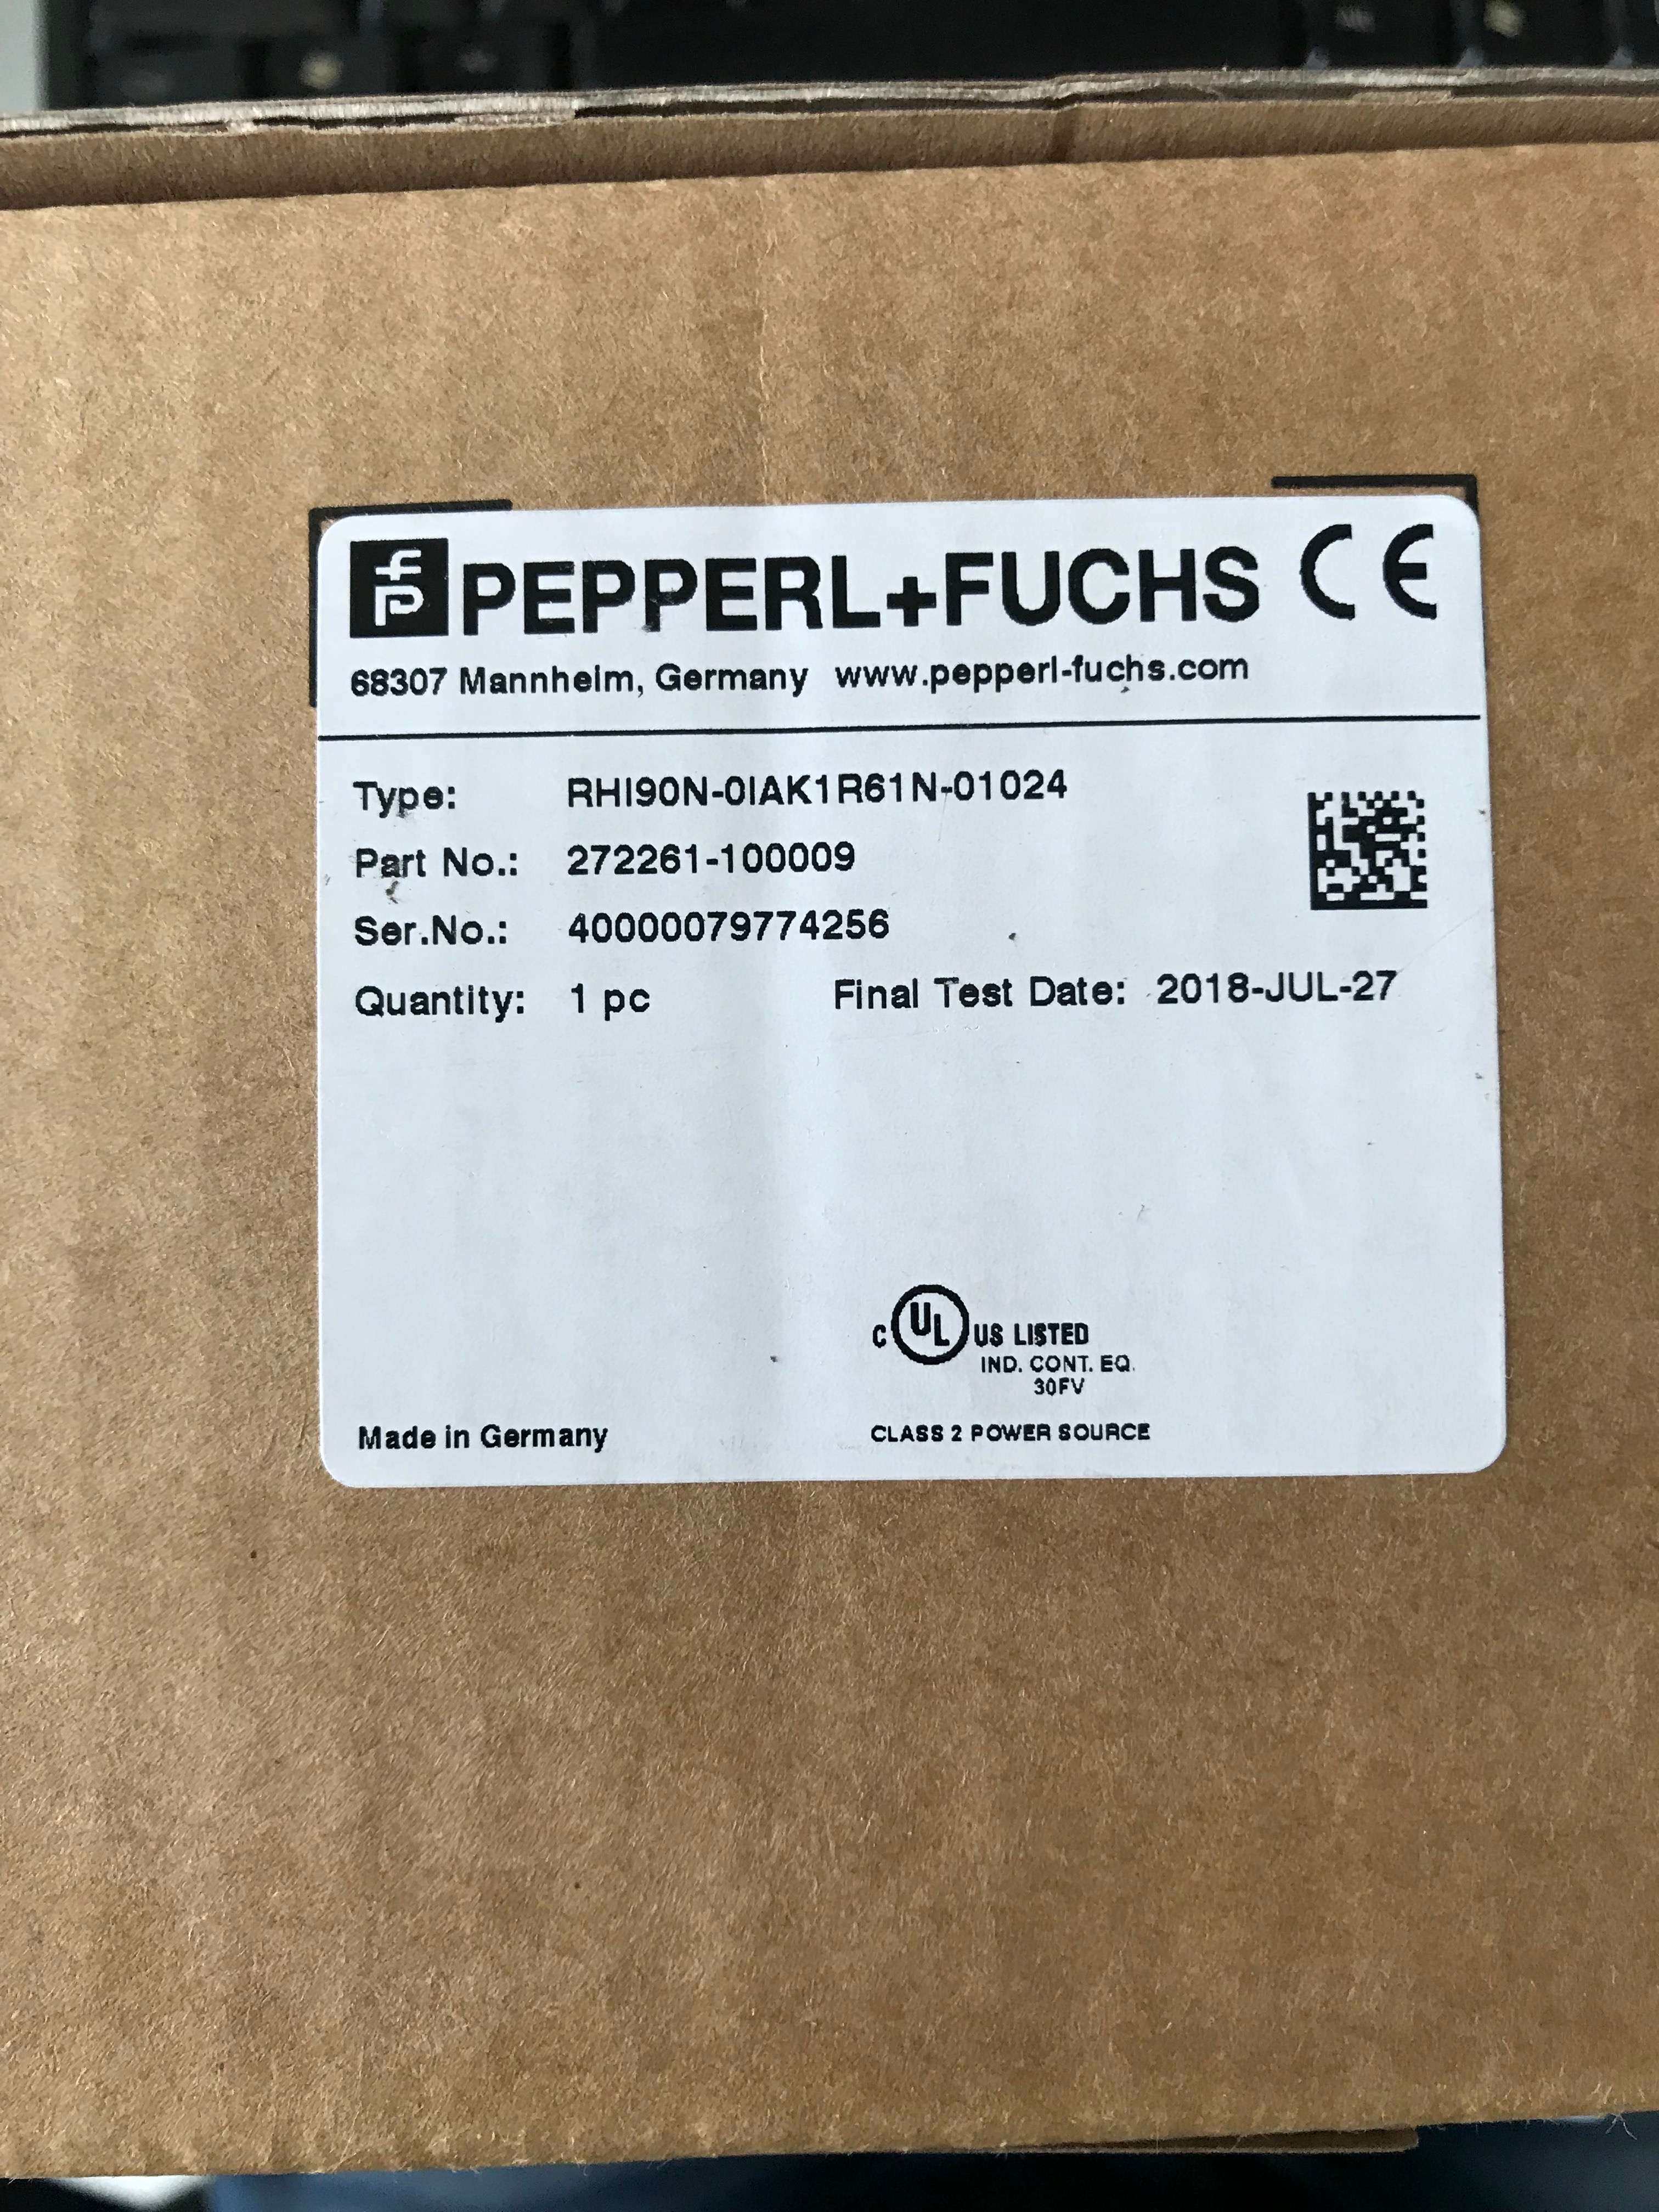 PEPPERL+FUCHS CE
68307 Mannheim, Germany www.pepperl-fuchs.com
Type: RHI90N-0IAK1R61N-01024
Part No.: 272261-100009
Ser.No.: 40000079774256
Quantity: 1 pc Final Test Date: 2018-JUL-27
C UL US LISTED
IND. CONT. EQ.
30FV
Made in Germany CLASS 2 POWER SOURCE